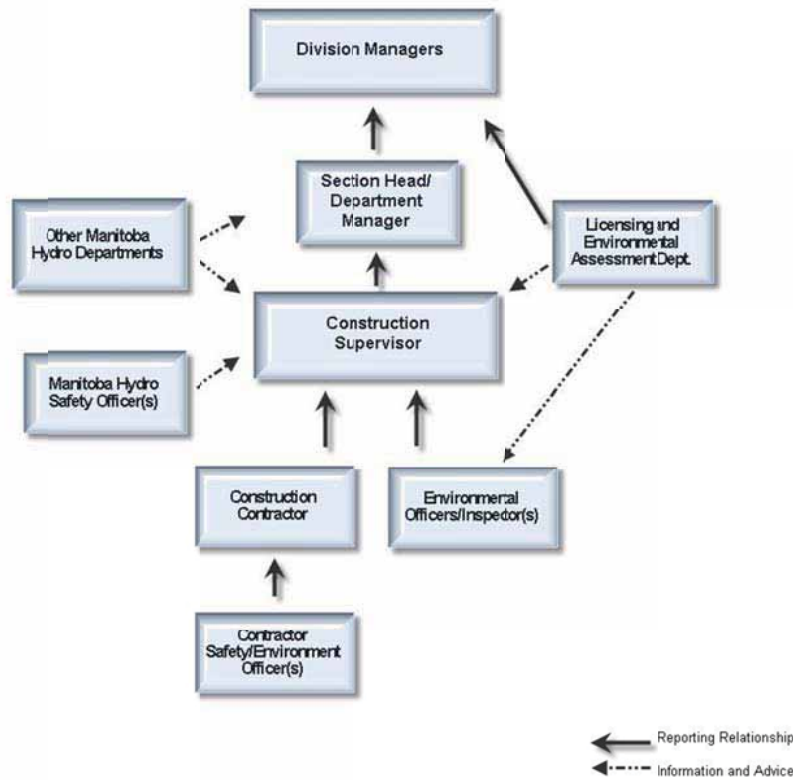 Division Managers
Section Head/
Department
Manager
Other Manitoba
Hydro Departments
Licensing and
Environmental
Assessment Dept.
Construction
Supervisor
Manitoba Hydro
Safety Officer(s)
Construction
Contractor
Environmental
Officers/Inspector(s)
Contractor
Safety/Environment
Officer(s)
Reporting Relationship
Information and Advice